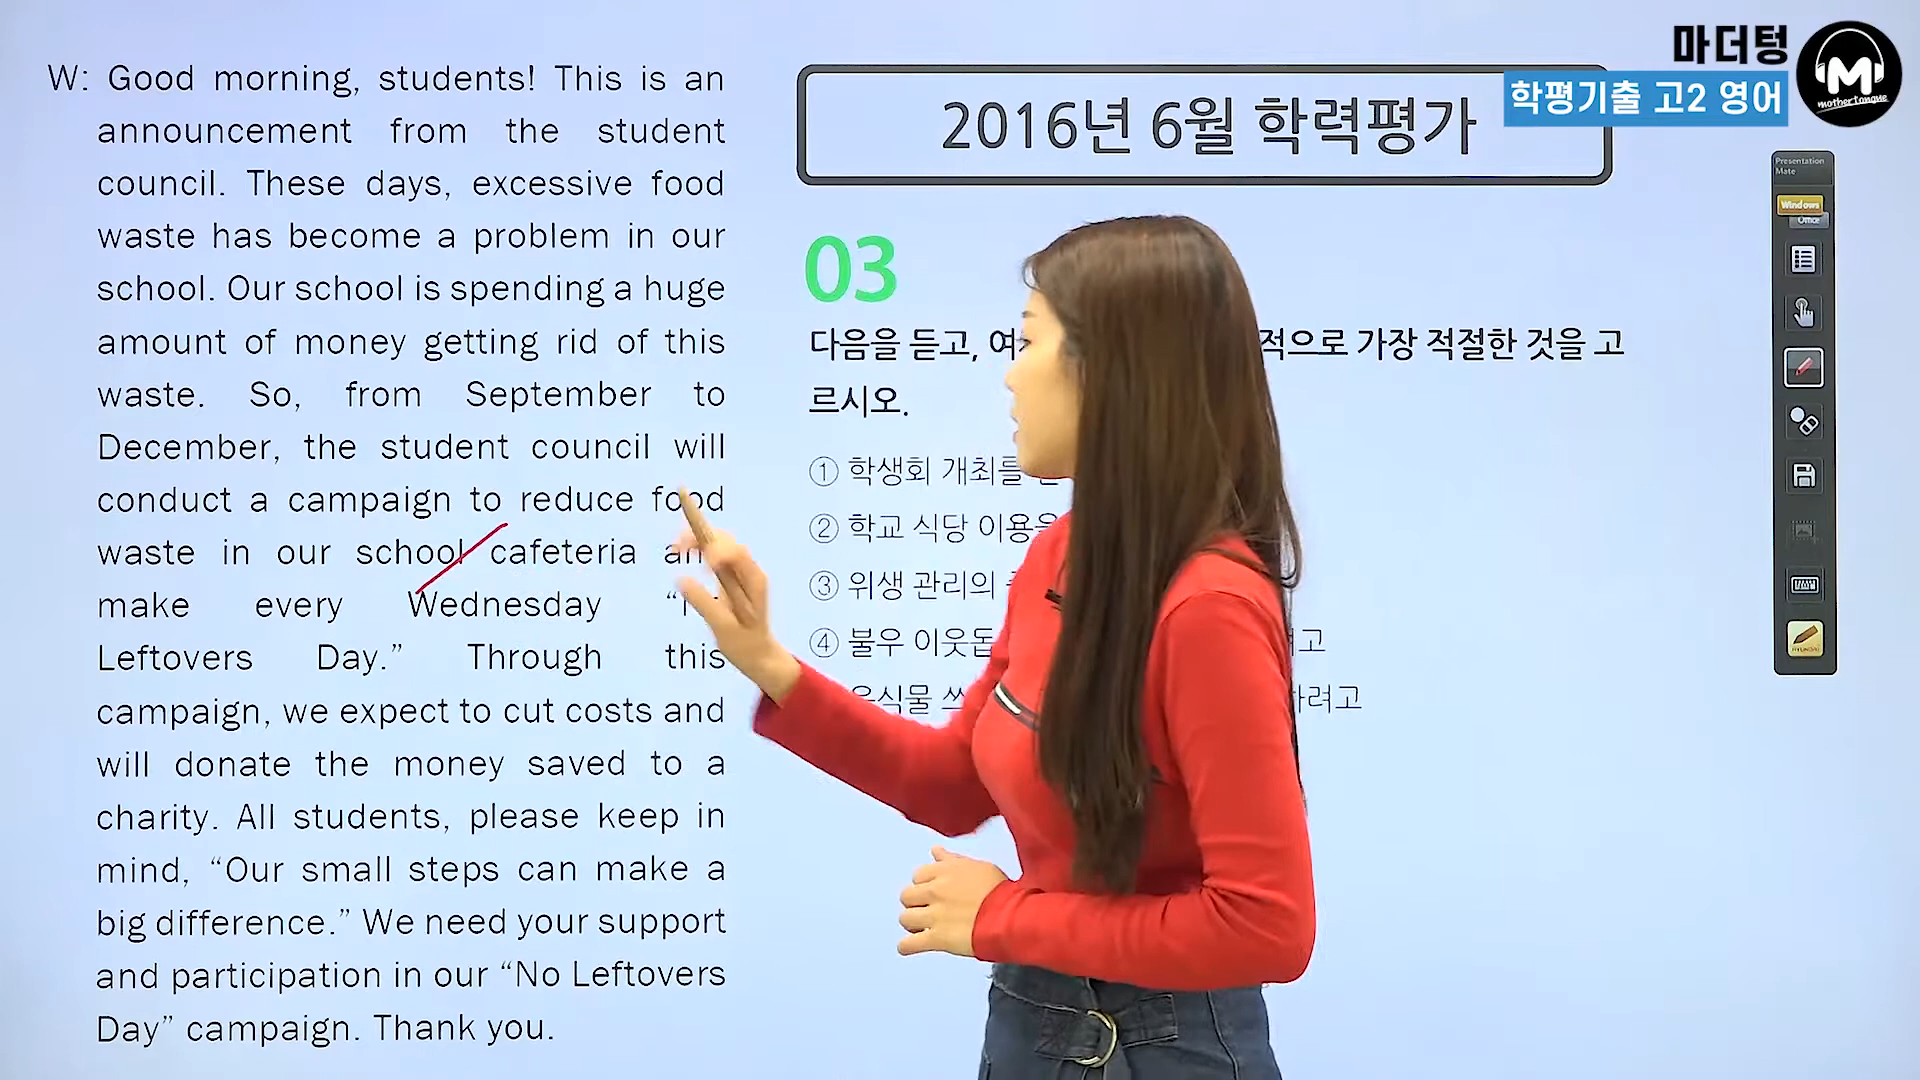 마더텅
학평기출 고2 영어
M
mothertongue
W: Good morning, students! This is an
announcement from the student
council. These days, excessive food
waste has become a problem in our
school. Our school is spending a huge
amount of money getting rid of this
waste. So, from September to
December, the student council will
conduct a campaign to reduce food
waste in our school cafeteria
make every Wednesday
Leftovers Day.” Through this
campaign, we expect to cut costs and
will donate the money saved to a
charity. All students, please keep in
mind, “Our small steps can make a
big difference.” We need your support
and participation in our “No Leftovers
Day” campaign. Thank you.
2016년 6월 학력평가
03
다음을 듣고, 적으로 가장 적절한 것을 고
르시오.
① 학생회 개최를
② 학교 식당 이용을
③ 위생 관리의
④ 불우 이웃돕
음식물
Presentation
Mate
Windows
Office